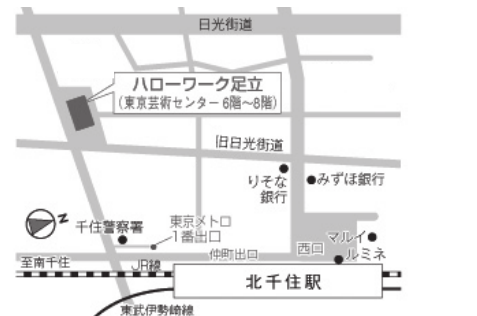 日光街道
ハローワーク足立
(東京芸術センター 6階～8階)
旧日光街道
りそな
銀行
みずほ銀行
Z
千住警察署
東京メトロ
1番出口
仲町出口
西口
マルイ
ルミネ
至南千住
JR線
北千住駅
東武伊勢崎線